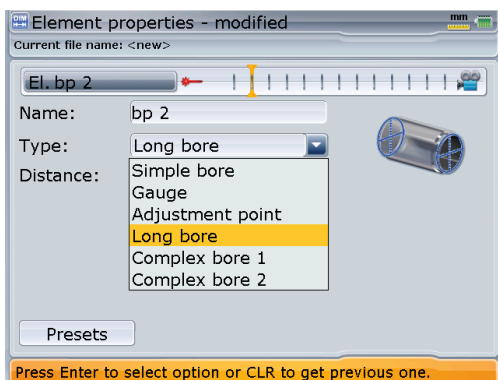 Element properties - modified
mm
Current file name: <new>
El. bp 2
Name: bp 2
Type: Long bore
Distance:
Simple bore
Gauge
Adjustment point
Long bore
Complex bore 1
Complex bore 2
Presets
Press Enter to select option or CLR to get previous one.